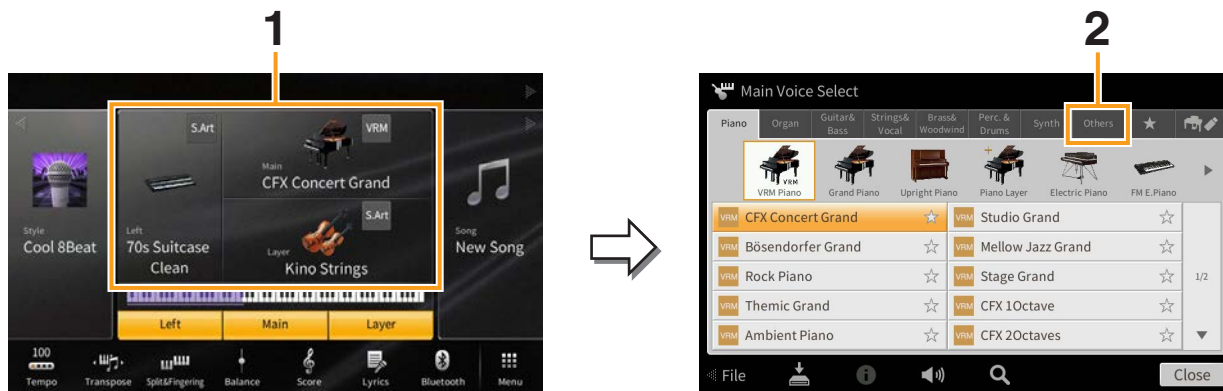 1
S.Art
VRM
Main
CFX Concert Grand
Style
Cool 8Beat
Left
70s Suitcase
Clean
S.Art
Layer
Kino Strings
Song
New Song
Left
Main
Layer
100
Tempo
Transpose
Split&Fingering
Balance
Score
Lyrics
Bluetooth
Menu
2
Main Voice Select
Piano
Organ
Guitar&
Bass
Strings&
Vocal
Brass&
Woodwind
Perc. &
Drums
Synth
Others
VRM
VRM Piano
Grand Piano
Upright Piano
Piano Layer
Electric Piano
FM E.Piano
VRM CFX Concert Grand
VRM Studio Grand
VRM Bösendorfer Grand
VRM Mellow Jazz Grand
VRM Rock Piano
VRM Stage Grand
VRM Themic Grand
VRM CFX 1Octave
VRM Ambient Piano
VRM CFX 2Octaves
1/2
File
Close